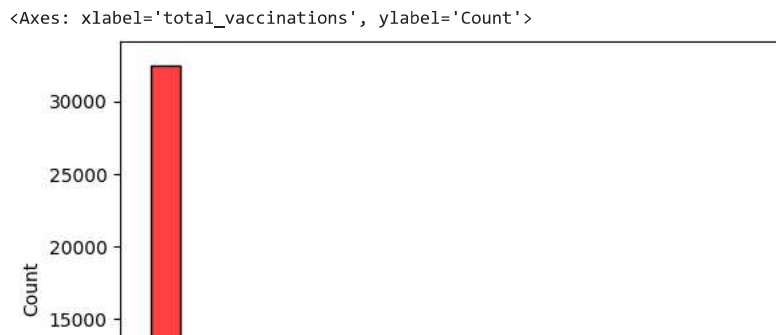 <Axes: xlabel='total_vaccinations', ylabel='Count'>
30000
25000
20000
Count
15000